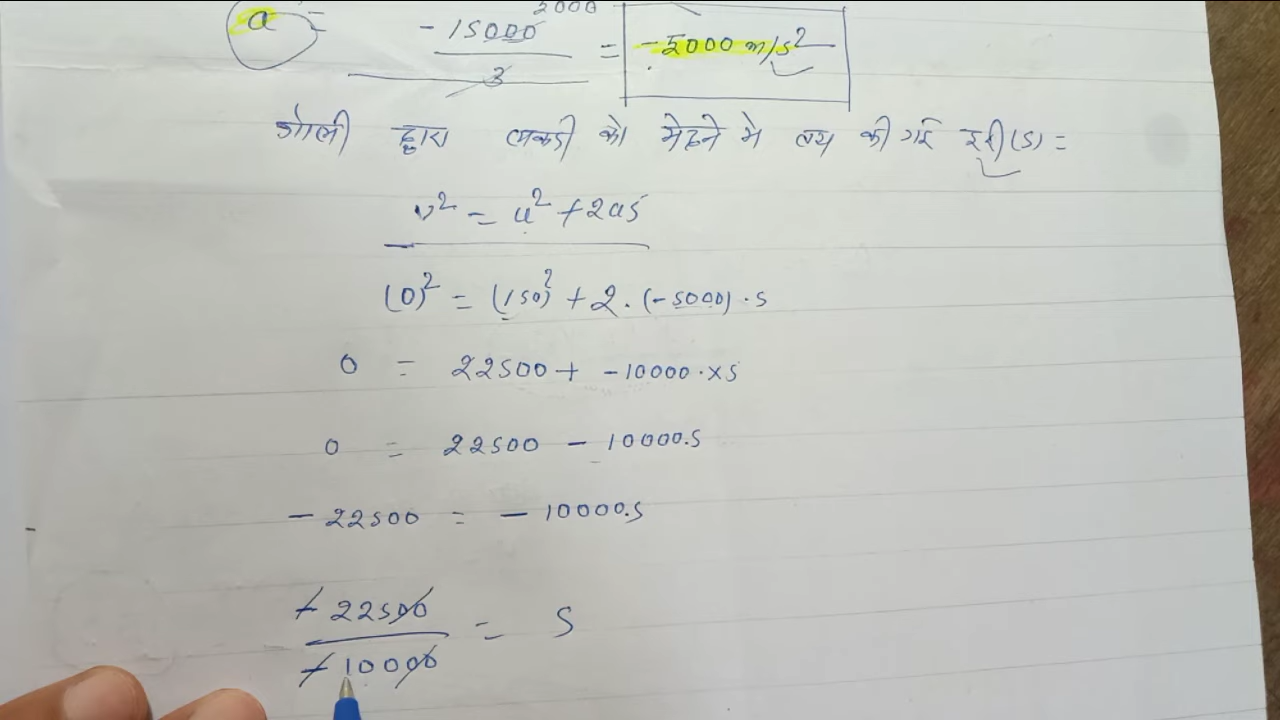 a = -15000 5000 / 3 = -5000 m/s²
गोली द्वारा लकड़ी को भेदने मे तय की गई दूरी(s) =
v² = u² + 2as
(0)² = (150)² + 2 . (-5000) . s
0 = 22500 + -10000 . x s
0 = 22500 - 10000.s
- 22500 = - 10000.s
-22500 / -10000 = s